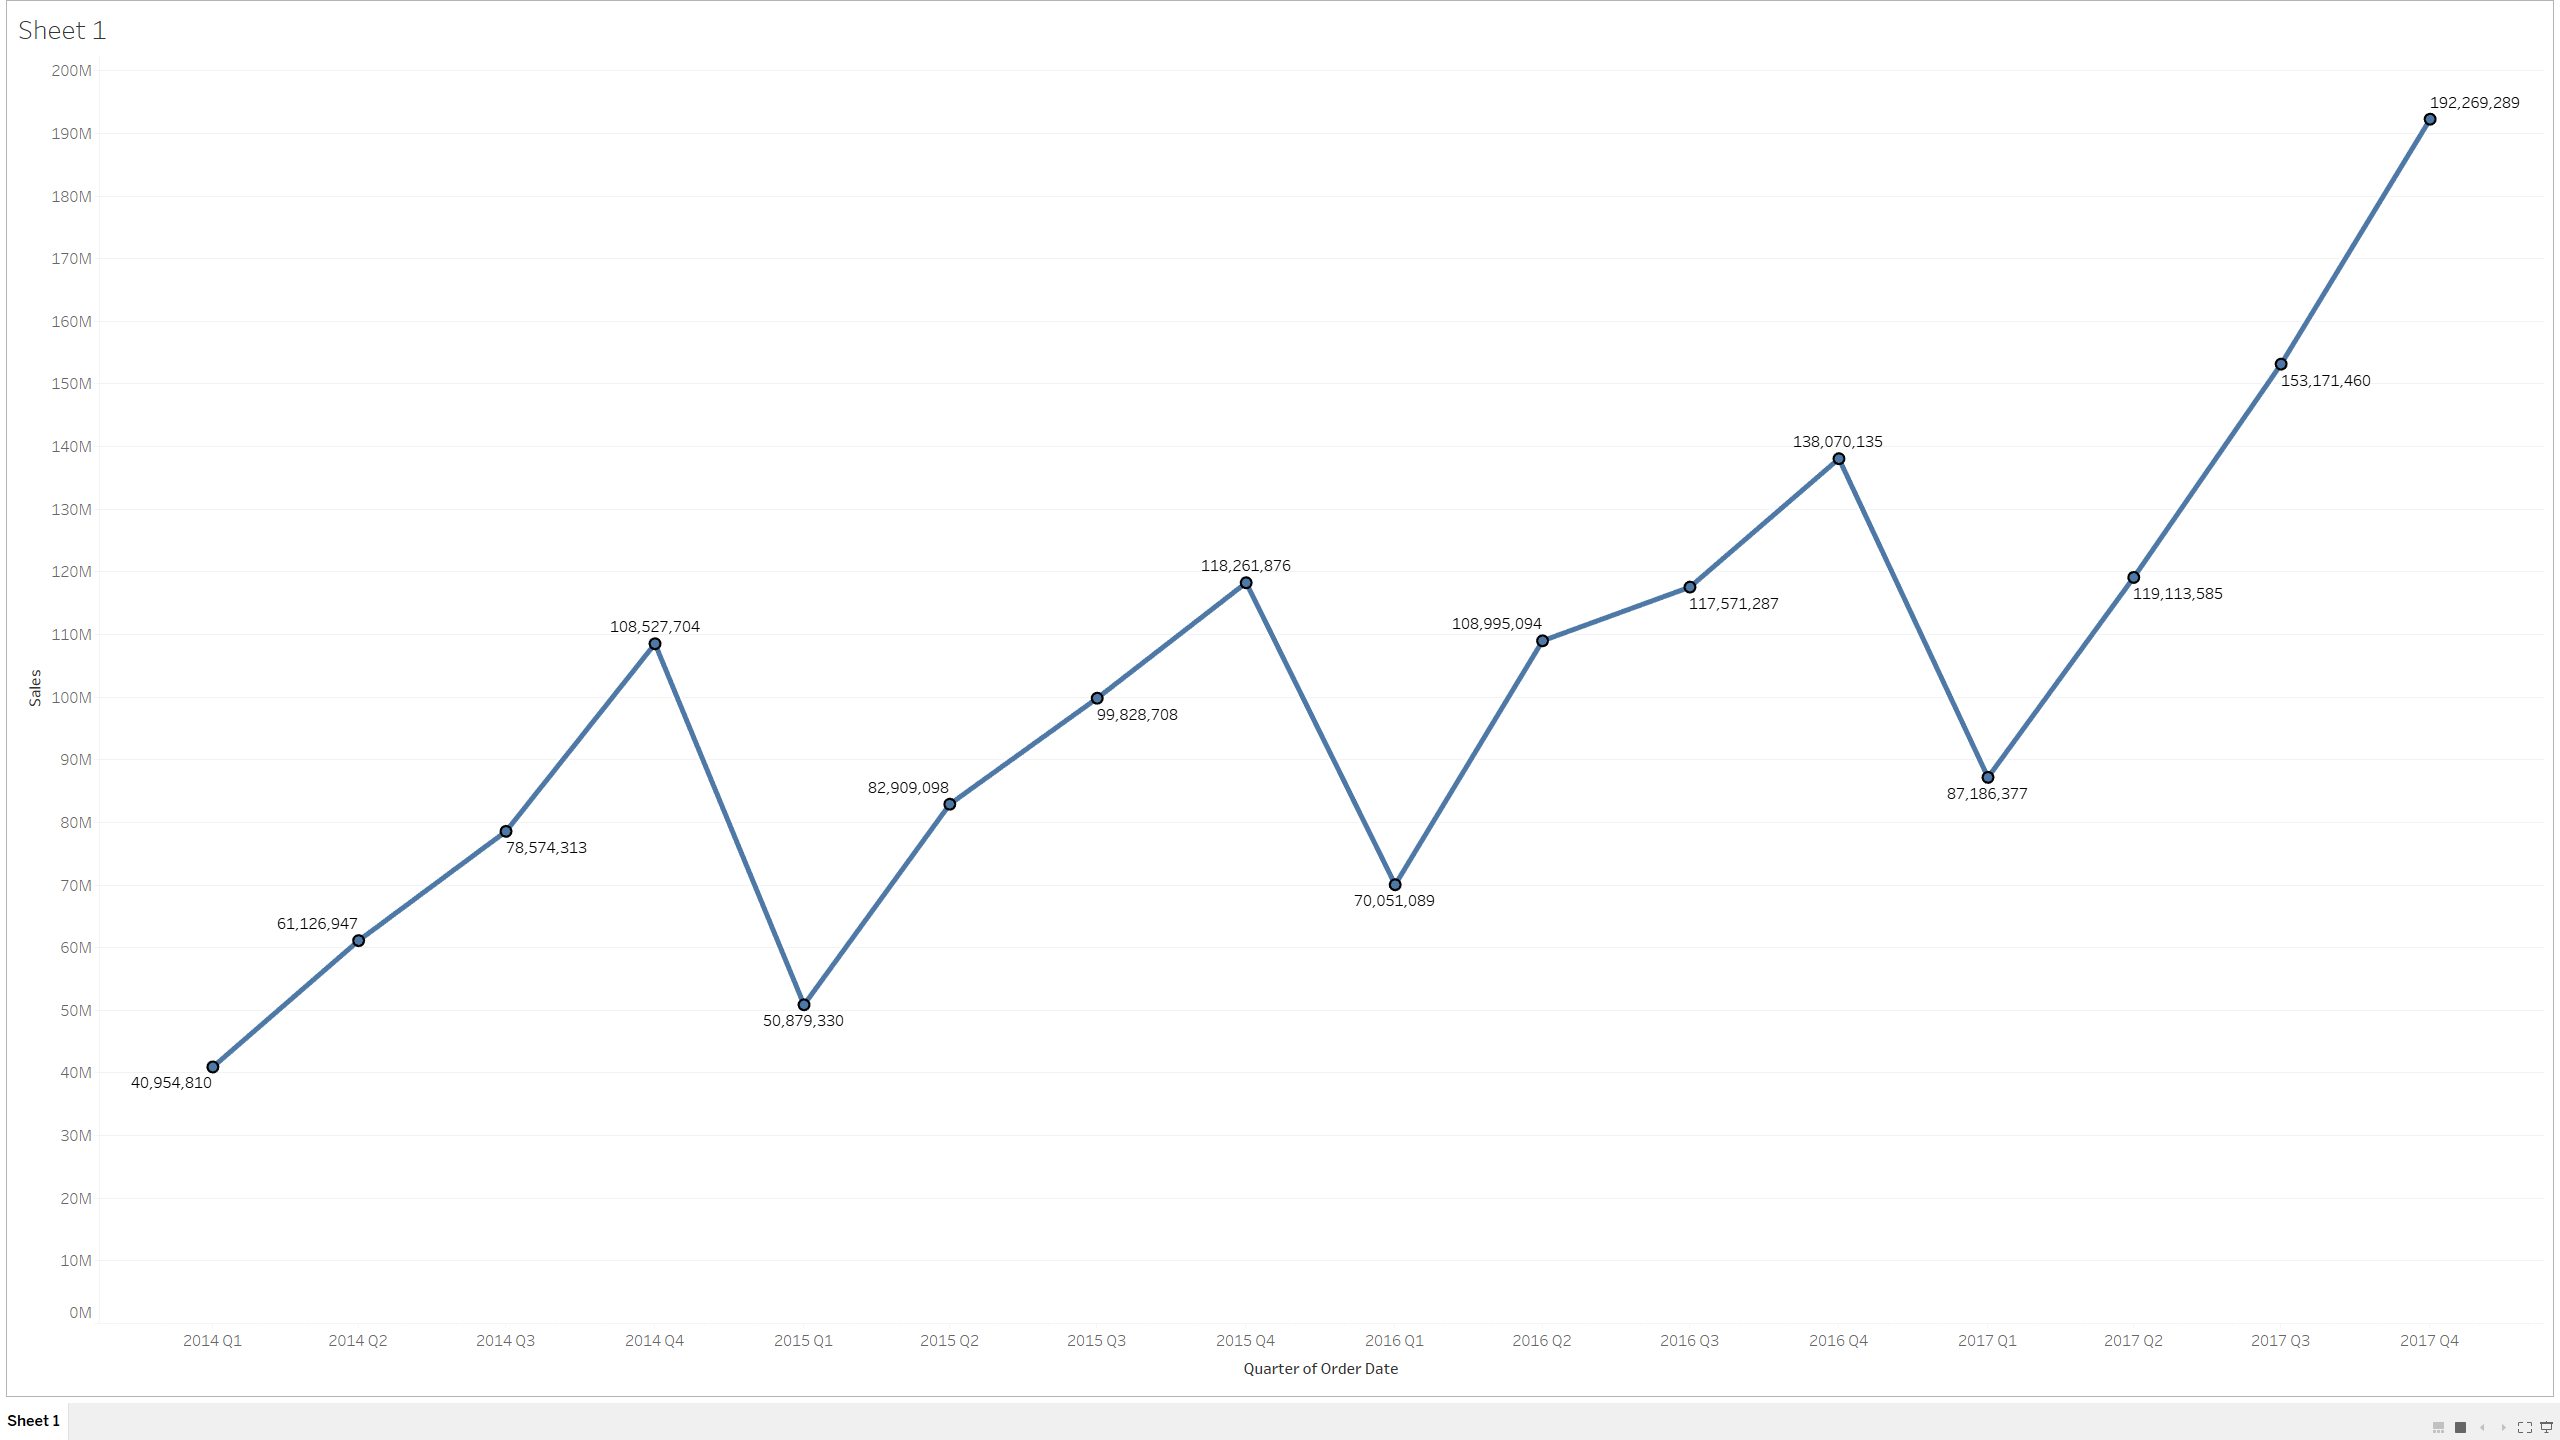 Sheet 1
200M
192,269,289
190M
180M
170M
160M
150M
153,171,460
140M
138,070,135
130M
120M
118,261,876
117,571,287
119,113,585
110M
108,527,704
108,995,094
Sales
100M
99,828,708
90M
82,909,098
87,186,377
80M
78,574,313
70M
70,051,089
61,126,947
60M
50M
50,879,330
40M
40,954,810
30M
20M
10M
0M
2014 Q1 2014 Q2 2014 Q3 2014 Q4 2015 Q1 2015 Q2 2015 Q3 2015 Q4 2016 Q1 2016 Q2 2016 Q3 2016 Q4 2017 Q1 2017 Q2 2017 Q3 2017 Q4
Quarter of Order Date
Sheet 1